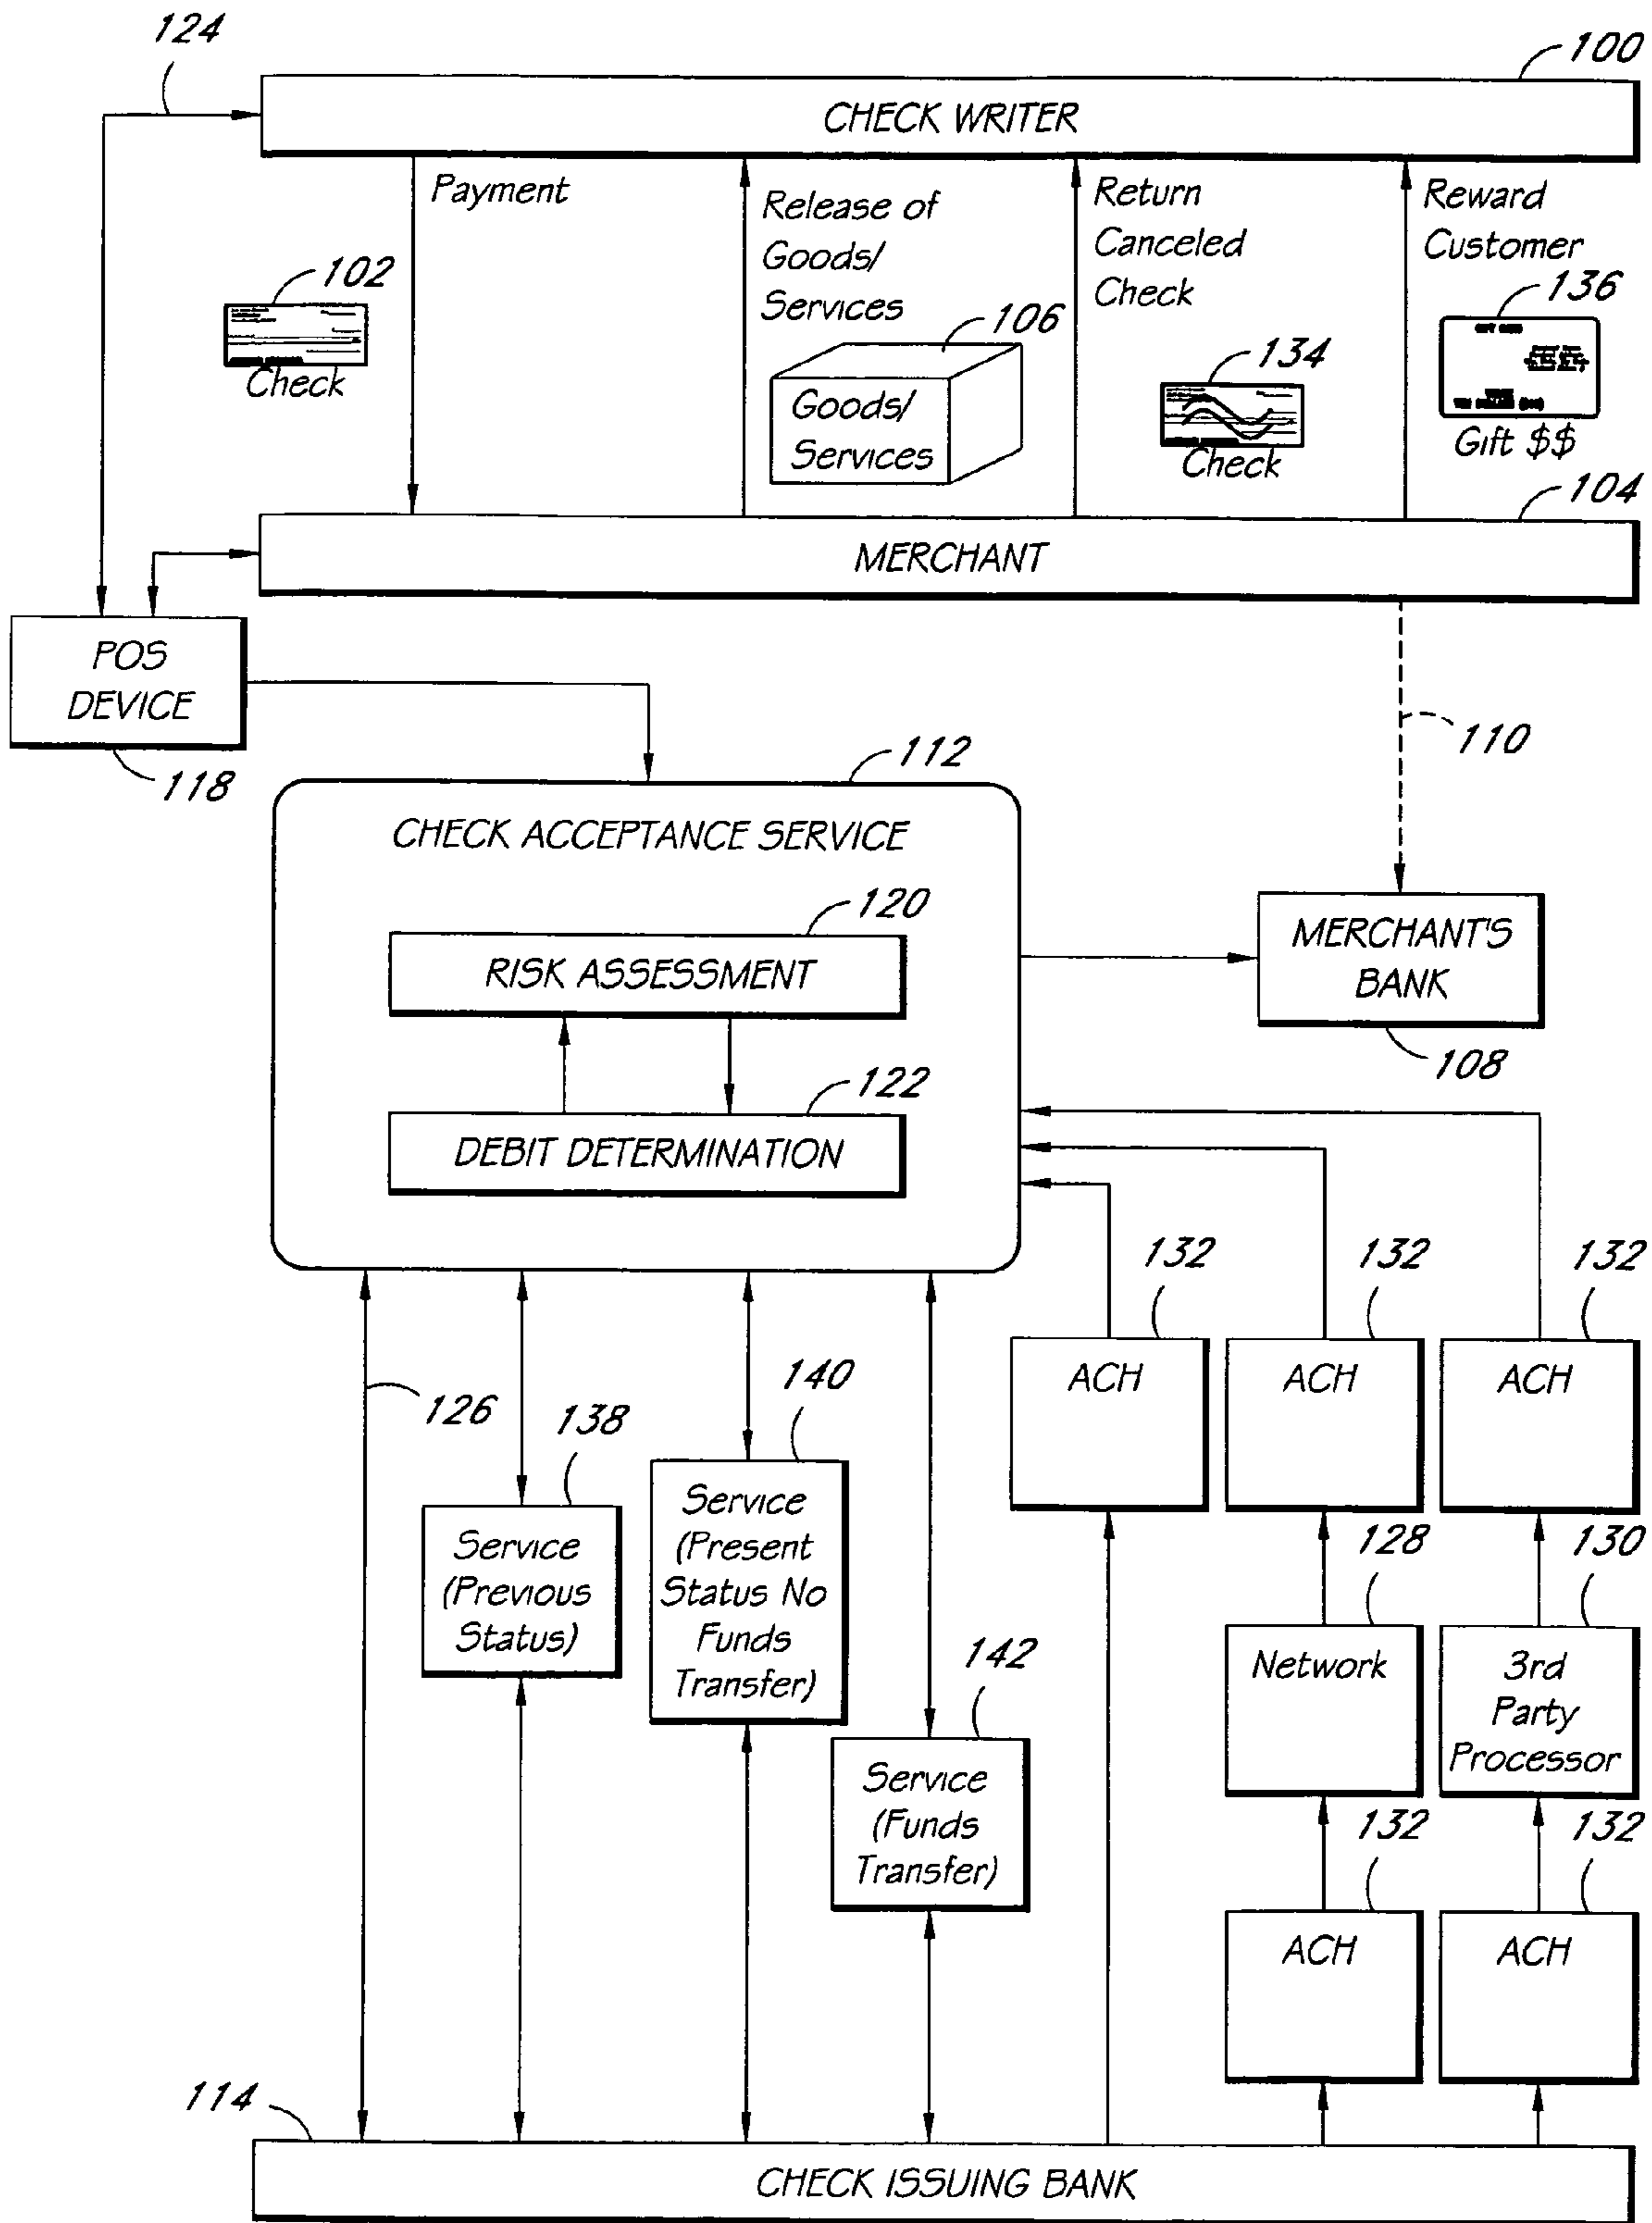 124
100
CHECK WRITER
Payment
Release of
Goods/
Services
Return
Canceled
Check
Reward
Customer
102
Check
106
Goods/
Services
134
Check
136
Gift $$
104
MERCHANT
POS
DEVICE
118
110
112
CHECK ACCEPTANCE SERVICE
120
RISK ASSESSMENT
122
DEBIT DETERMINATION
MERCHANT'S
BANK
108
132
ACH
132
ACH
132
ACH
126
138
Service
(Previous
Status)
140
Service
(Present
Status No
Funds
Transfer)
142
Service
(Funds
Transfer)
128
Network
130
3rd
Party
Processor
132
ACH
132
ACH
114
CHECK ISSUING BANK